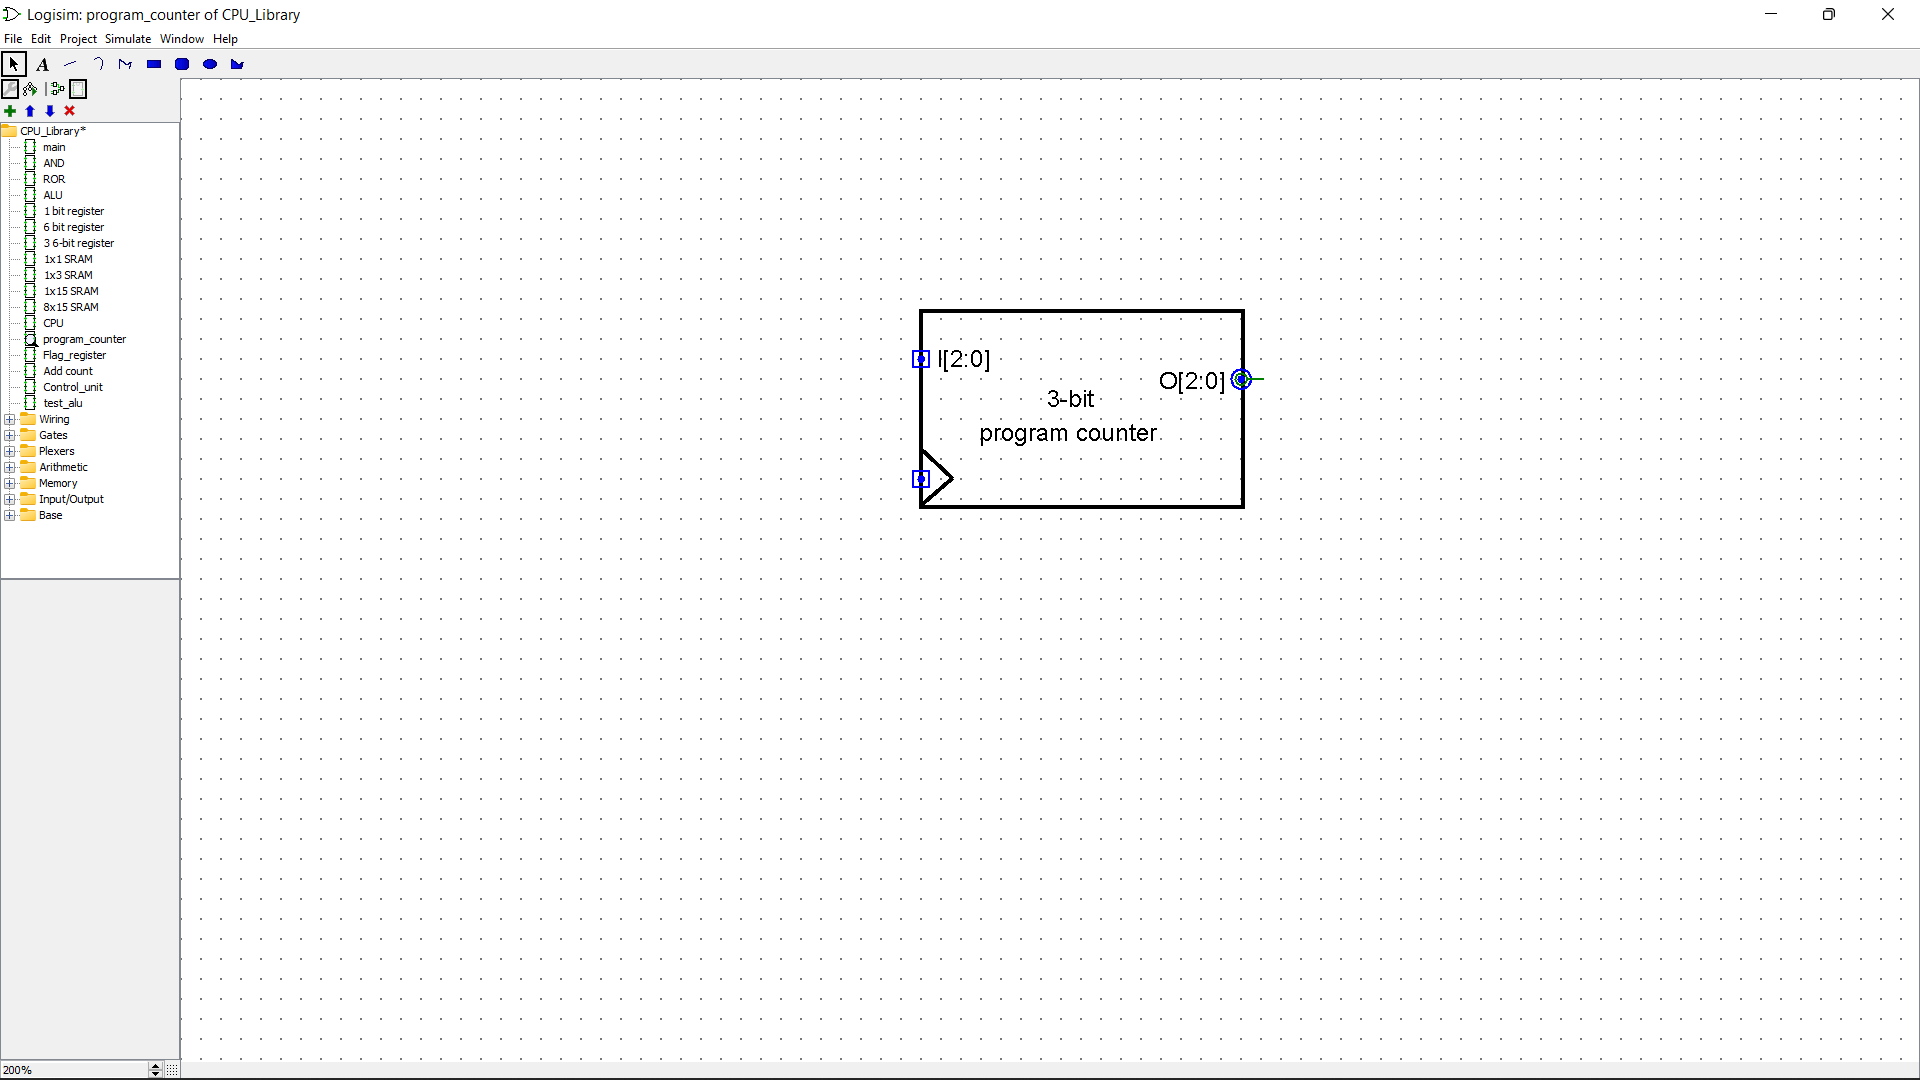 Logisim: program_counter of CPU_Library
File Edit Project Simulate Window Help
A
CPU_Library*
main
AND
ROR
ALU
1 bit register
6 bit register
3 6-bit register
1x1 SRAM
1x3 SRAM
1x15 SRAM
8x15 SRAM
CPU
program_counter
Flag_register
Add count
Control_unit
test_alu
Wiring
Gates
Plexers
Arithmetic
Memory
Input/Output
Base
I[2:0]
O[2:0]
3-bit
program counter
200%